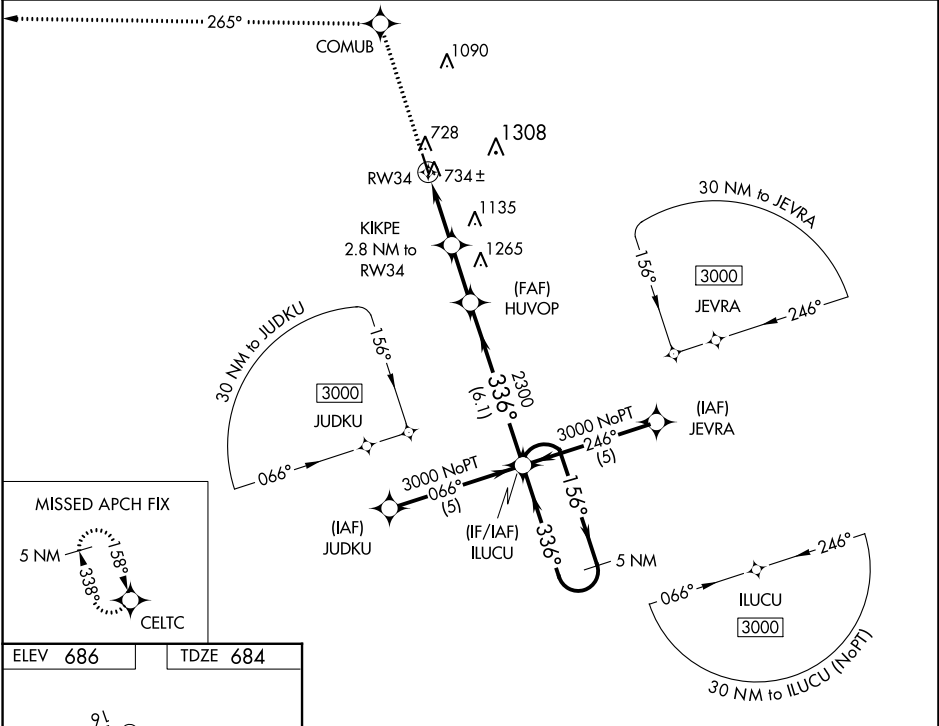 265°
COMUB
1090
728
1308
RW34
734±
1135
KIKPE
2.8 NM to
RW34
1265
(FAF)
HUVOP
30 NM to JEVRA
156°
3000
JEVRA
246°
30 NM to JUDKU
156°
3000
JUDKU
066°
2300
336°
(6.1)
(IAF)
JEVRA
3000 NoPT
246°
(5)
3000 NoPT
066°
(5)
(IAF)
JUDKU
(IF/IAF)
ILUCU
156°
336°
5 NM
246°
066°
ILUCU
3000
30 NM to ILUCU (NoPT)
MISSED APCH FIX
5 NM
158°
338°
CELTC
ELEV 686
TDZE 684
16